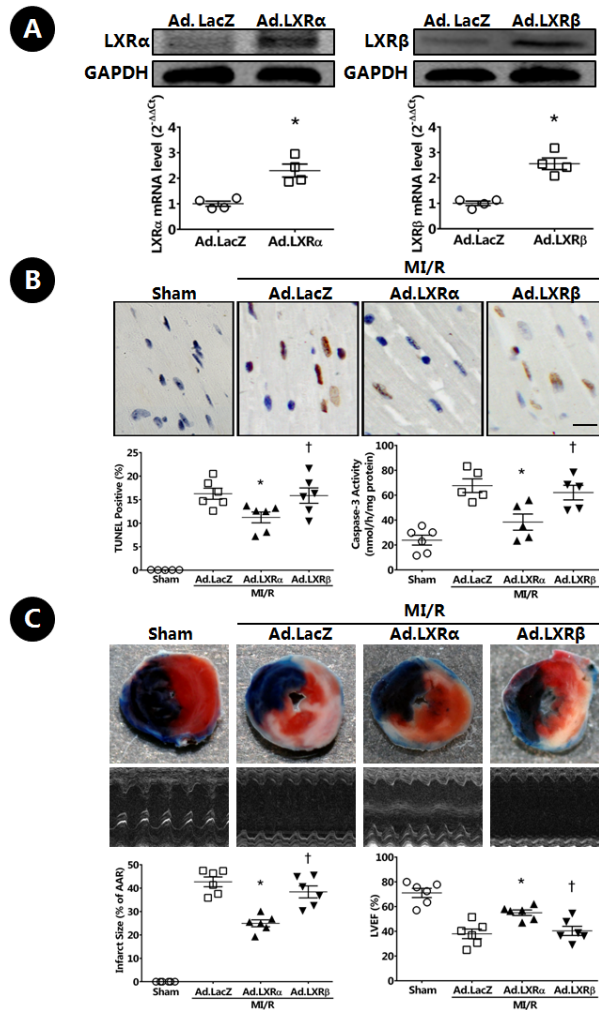 A
Ad. LacZ Ad.LXRα
LXRα
GAPDH
Ad. LacZ Ad.LXRβ
LXRβ
GAPDH
LXRα mRNA level (2^-ΔΔCt)
4
3
2
1
0
*
Ad.LacZ Ad.LXRα
LXRβ mRNA level (2^-ΔΔCt)
4
3
2
1
0
*
Ad.LacZ Ad.LXRβ
B
MI/R
Sham Ad.LacZ Ad.LXRα Ad.LXRβ
TUNEL Positive (%)
25
20
15
10
5
0
* †
Sham Ad.LacZ Ad.LXRα Ad.LXRβ
MI/R
Caspase-3 Activity
(nmol/h/mg protein)
100
80
60
40
20
0
* †
Sham Ad.LacZ Ad.LXRα Ad.LXRβ
MI/R
C
MI/R
Sham Ad.LacZ Ad.LXRα Ad.LXRβ
Infarct Size (% of AAR)
50
40
30
20
10
0
* †
Sham Ad.LacZ Ad.LXRα Ad.LXRβ
MI/R
LVEF (%)
100
80
60
40
20
0
* †
Sham Ad.LacZ Ad.LXRα Ad.LXRβ
MI/R